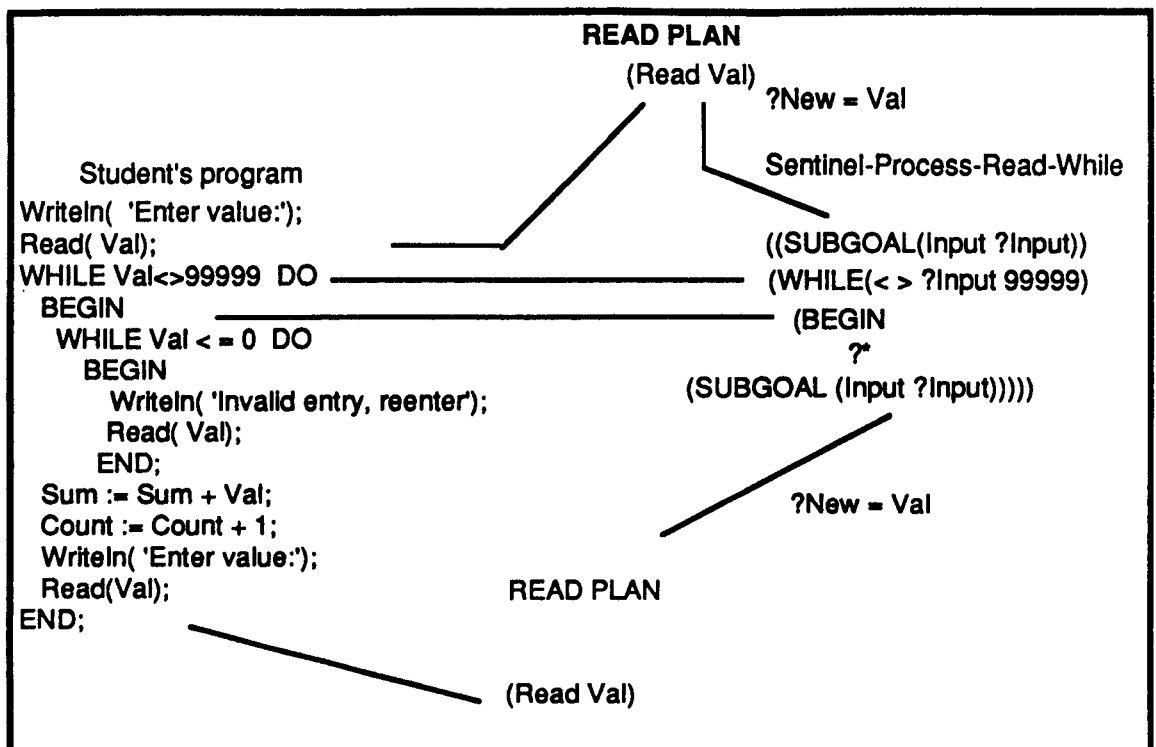 READ PLAN
(Read Val)
?New = Val
Sentinel-Process-Read-While
Student's program
Writeln( 'Enter value:');
Read( Val);
WHILE Val<>99999 DO
BEGIN
WHILE Val < = 0 DO
BEGIN
Writeln( 'Invalid entry, reenter');
Read( Val);
END;
Sum := Sum + Val;
Count := Count + 1;
Writeln( 'Enter value:');
Read(Val);
END;
((SUBGOAL(Input ?Input))
(WHILE(< > ?Input 99999)
(BEGIN
?*
(SUBGOAL (Input ?Input)))))
?New = Val
READ PLAN
(Read Val)